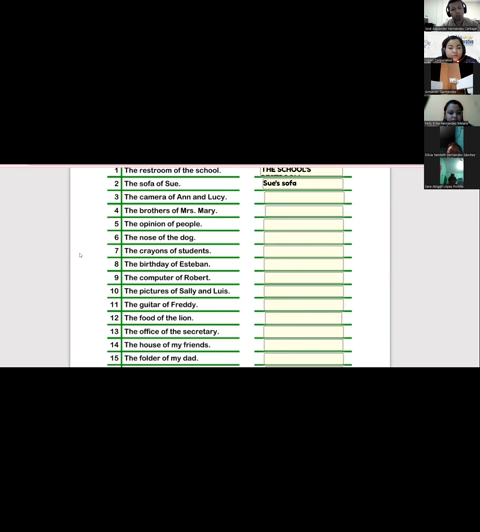 1 The restroom of the school. THE SCHOOL'S
2 The sofa of Sue. Sue's sofa
3 The camera of Ann and Lucy.
4 The brothers of Mrs. Mary.
5 The opinion of people.
6 The nose of the dog.
7 The crayons of students.
8 The birthday of Esteban.
9 The computer of Robert.
10 The pictures of Sally and Luis.
11 The guitar of Freddy.
12 The food of the lion.
13 The office of the secretary.
14 The house of my friends.
15 The folder of my dad.